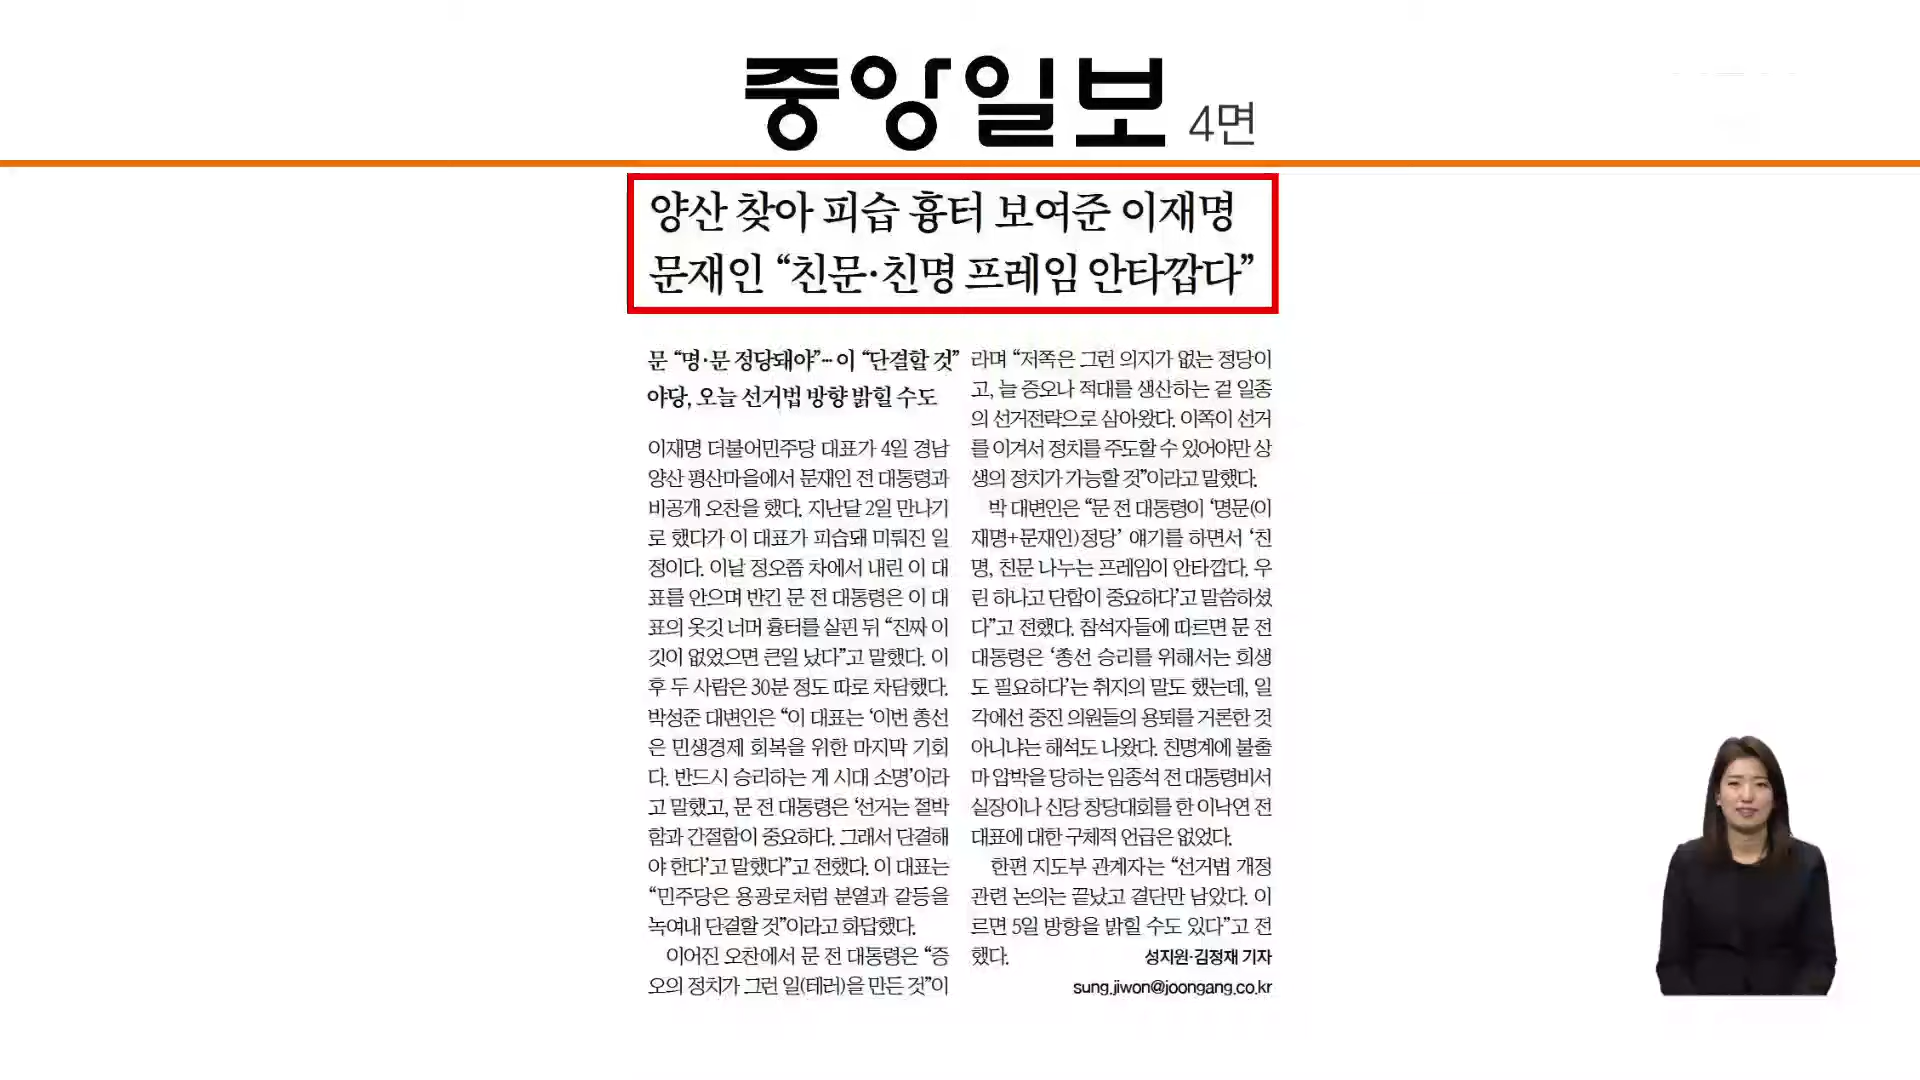 중앙일보 4면
양산 찾아 피습 흉터 보여준 이재명
문재인 “친문·친명 프레임 안타깝다”
문 “명·문 정당돼야”… 이 “단결할 것”
야당, 오늘 선거법 방향 밝힐 수도
이재명 더불어민주당 대표가 4일 경남
양산 평산마을에서 문재인 전 대통령과
비공개 오찬을 했다. 지난달 2일 만나기
로 했다가 이 대표가 피습돼 미뤄진 일
정이다. 이날 정오쯤 차에서 내린 이 대
표를 안으며 반긴 문 전 대통령은 이 대
표의 옷깃 너머 흉터를 살핀 뒤 “진짜 이
깃이 없었으면 큰일 났다”고 말했다. 이
후 두 사람은 30분 정도 따로 차담했다.
박성준 대변인은 “이 대표는 ‘이번 총선
은 민생경제 회복을 위한 마지막 기회
다. 반드시 승리하는 게 시대 소명’이라
고 말했고, 문 전 대통령은 ‘선거는 절박
함과 간절함이 중요하다. 그래서 단결해
야 한다’고 말했다”고 전했다. 이 대표는
“민주당은 용광로처럼 분열과 갈등을
녹여내 단결할 것”이라고 화답했다.
이어진 오찬에서 문 전 대통령은 “증
오의 정치가 그런 일(테러)을 만든 것”이
라며 “저쪽은 그런 의지가 없는 정당이
고, 늘 증오나 적대를 생산하는 걸 일종
의 선거전략으로 삼아왔다. 이쪽이 선거
를 이겨서 정치를 주도할 수 있어야만 상
생의 정치가 가능할 것”이라고 말했다.
박 대변인은 “문 전 대통령이 ‘명문(이
재명+문재인)정당’ 얘기를 하면서 ‘친
명, 친문 나누는 프레임이 안타깝다. 우
린 하나고 단합이 중요하다’고 말씀하셨
다”고 전했다. 참석자들에 따르면 문 전
대통령은 ‘총선 승리를 위해서는 희생
도 필요하다’는 취지의 말도 했는데, 일
각에선 중진 의원들의 용퇴를 거론한 것
아니냐는 해석도 나왔다. 친명계에 불출
마 압박을 당하는 임종석 전 대통령비서
실장이나 신당 창당대회를 한 이낙연 전
대표에 대한 구체적 언급은 없었다.
한편 지도부 관계자는 “선거법 개정
관련 논의는 끝났고 결단만 남았다. 이
르면 5일 방향을 밝힐 수도 있다”고 전
했다. 성지원·김정재 기자
sung.jiwon@joongang.co.kr